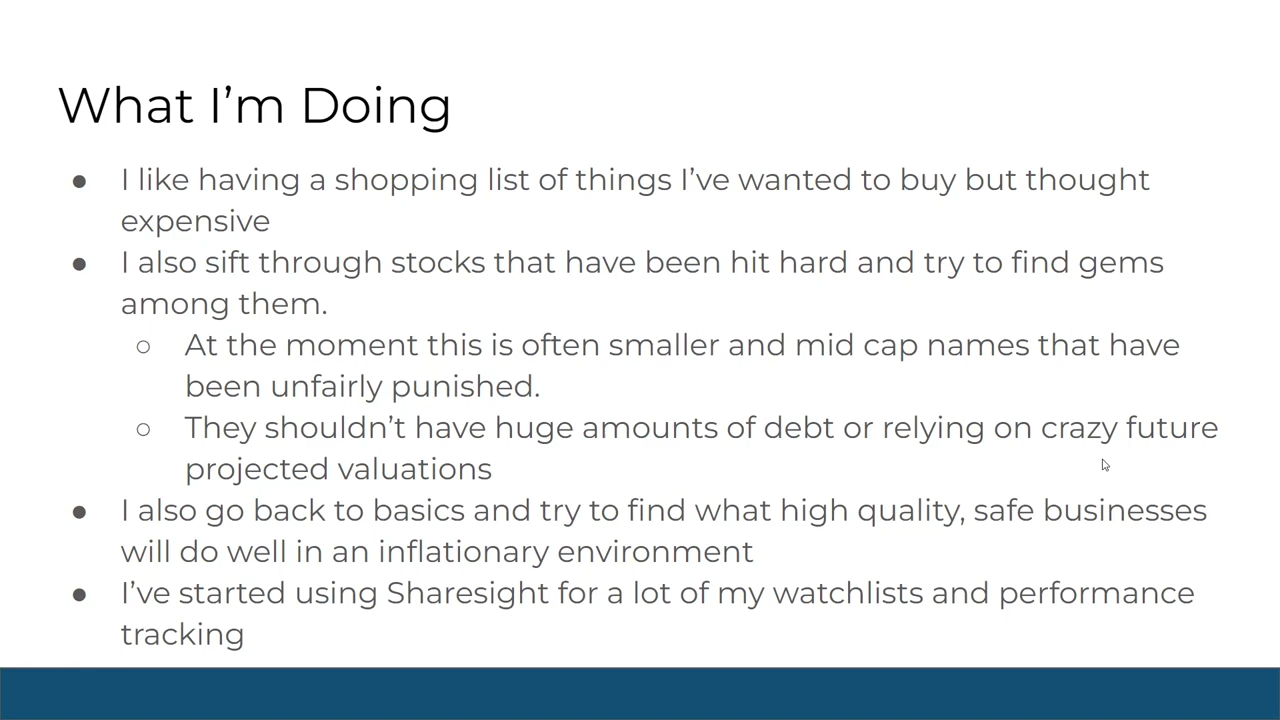 What I’m Doing
● I like having a shopping list of things I’ve wanted to buy but thought
expensive
● I also sift through stocks that have been hit hard and try to find gems
among them.
○ At the moment this is often smaller and mid cap names that have
been unfairly punished.
○ They shouldn’t have huge amounts of debt or relying on crazy future
projected valuations
● I also go back to basics and try to find what high quality, safe businesses
will do well in an inflationary environment
● I’ve started using Sharesight for a lot of my watchlists and performance
tracking